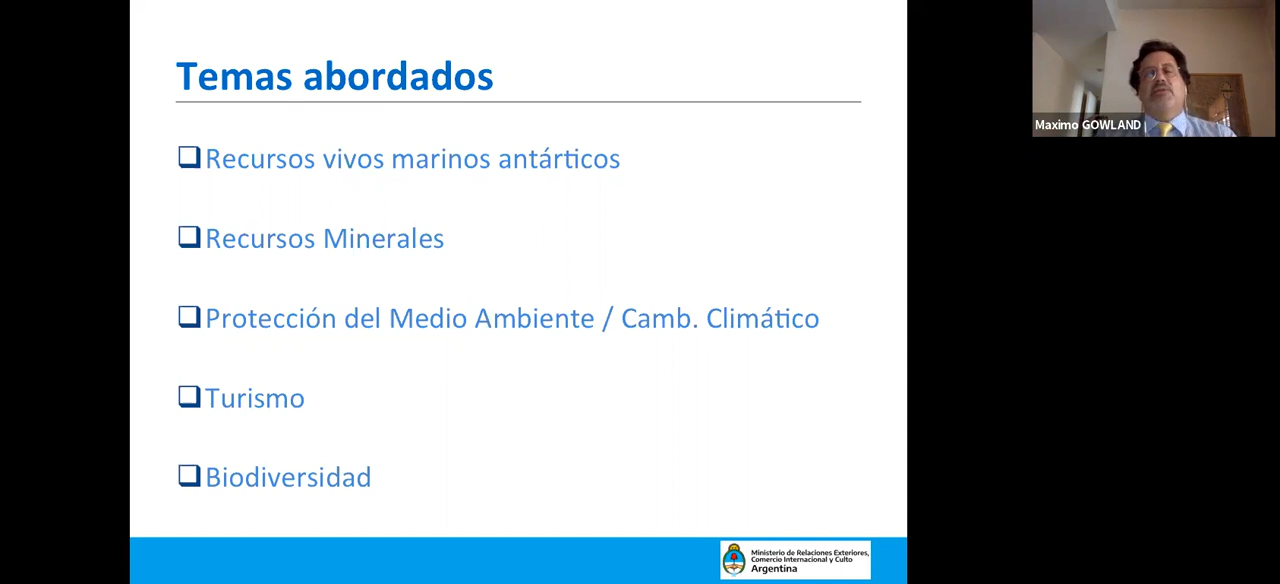 Temas abordados
Recursos vivos marinos antárticos
Recursos Minerales
Protección del Medio Ambiente / Camb. Climático
Turismo
Biodiversidad
Ministerio de Relaciones Exteriores,
Comercio Internacional y Culto
Argentina
Maximo GOWLAND